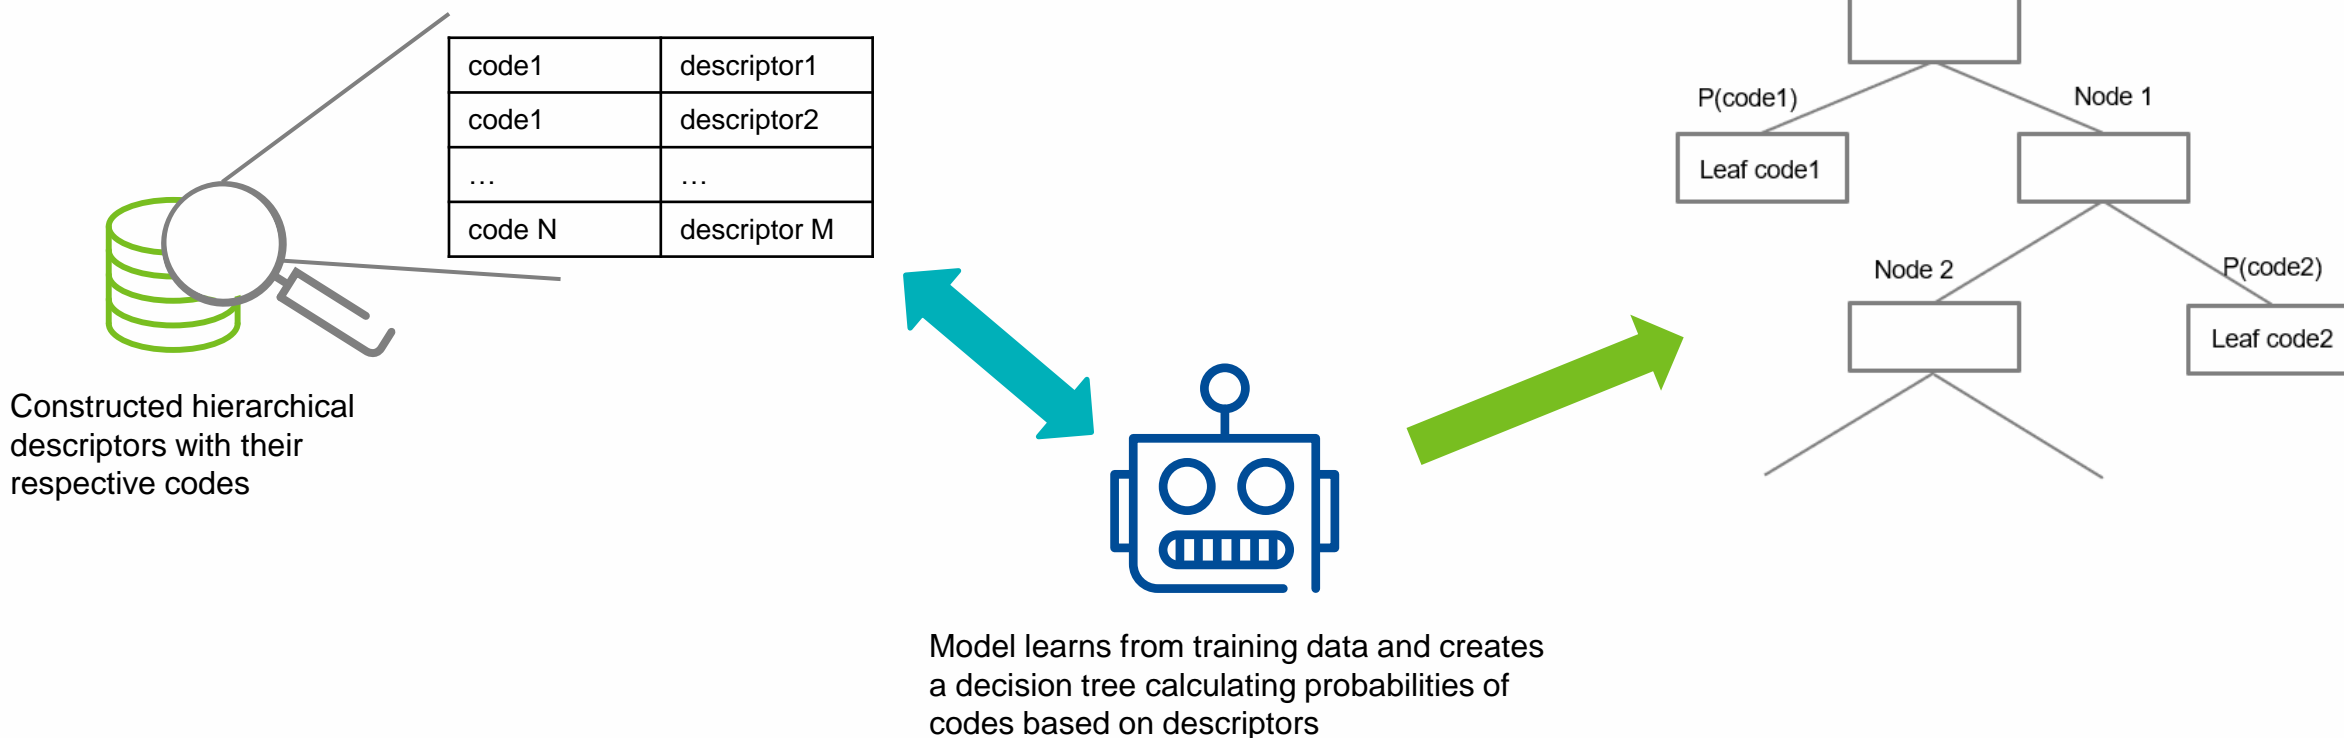 code1 descriptor1
code1 descriptor2
… …
code N descriptor M
Constructed hierarchical
descriptors with their
respective codes
Model learns from training data and creates
a decision tree calculating probabilities of
codes based on descriptors
P(code1) Node 1
Leaf code1
Node 2 P(code2)
Leaf code2